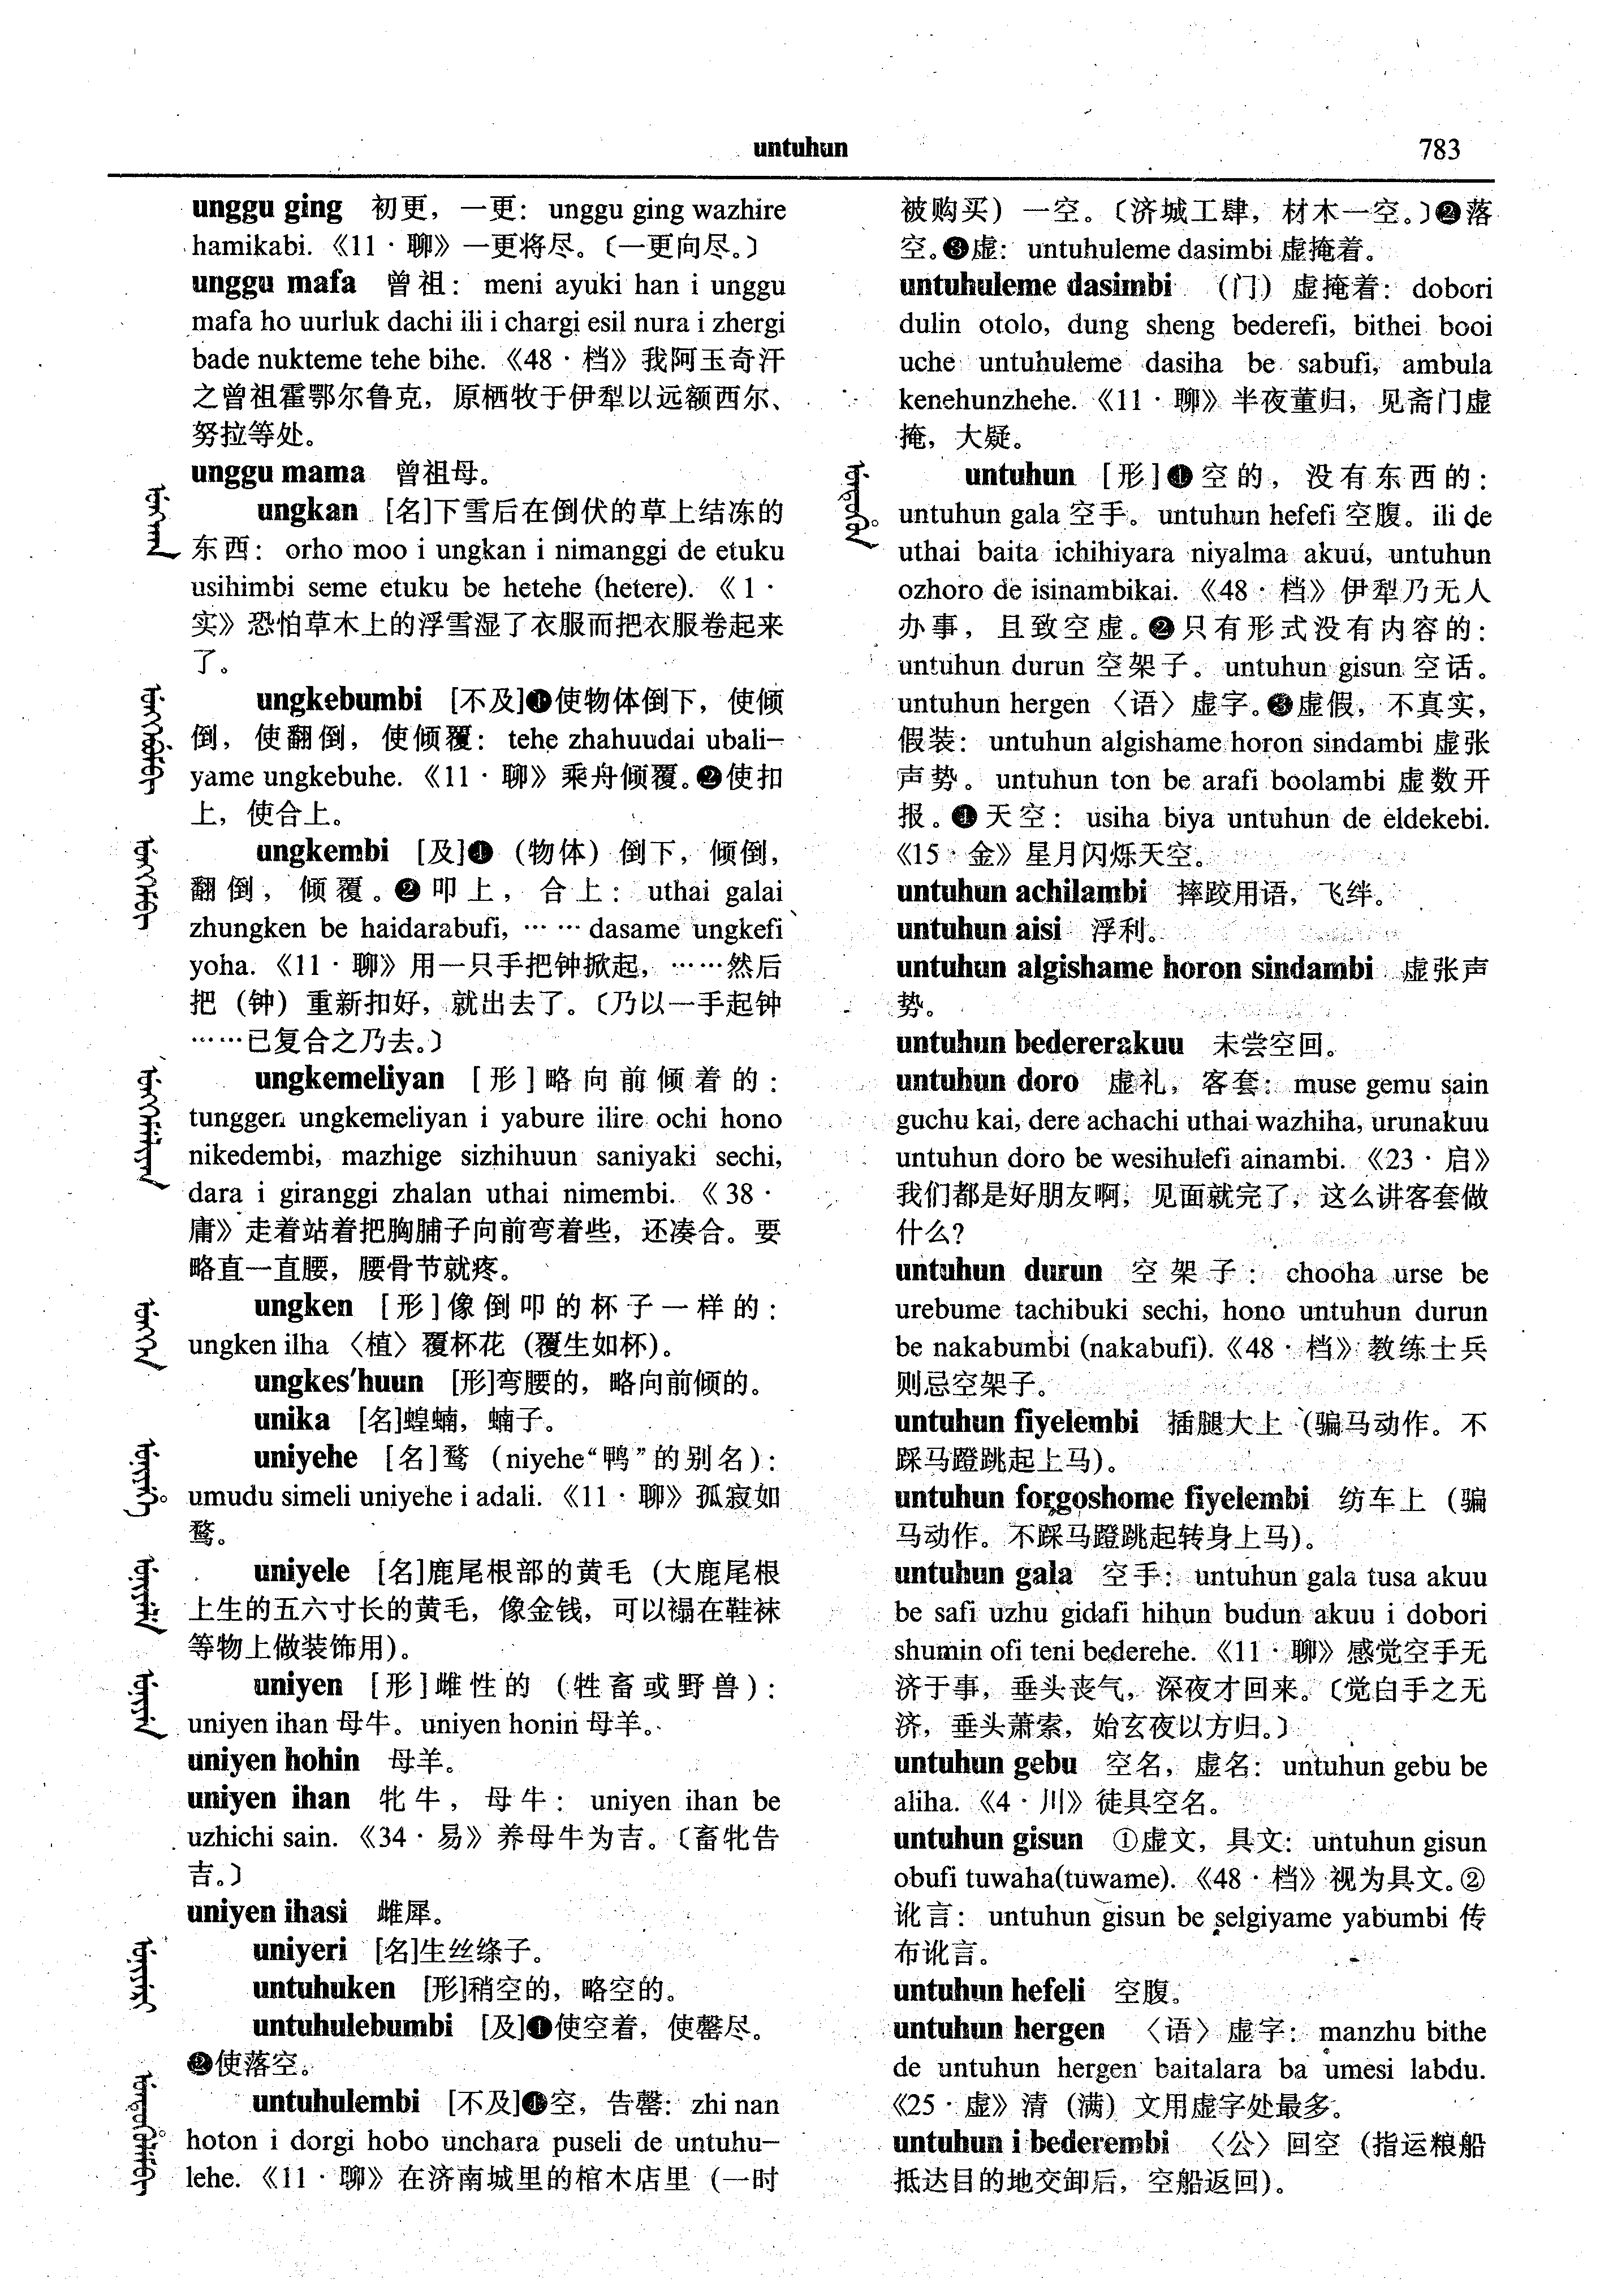 untuhun 783
unggu ging 初更，一更：unggu ging wazhire
hamikabi.《11·聊》一更将尽。〔一更向尽。〕
unggu mafa 曾祖：meni ayuki han i unggu
mafa ho uurluk dachi ili i chargi esil nura i zhergi
bade nukteme tehe bihe.《48·档》我阿玉奇汗
之曾祖霍鄂尔鲁克，原栖牧于伊犁以远额西尔、
努拉等处。
unggu mama 曾祖母。
ungkan [名]下雪后在倒伏的草上结冻的
东西：orho moo i ungkan i nimanggi de etuku
usihimbi seme etuku be hetehe (hetere).《1·
实》恐怕草木上的浮雪湿了衣服而把衣服卷起来
了。
ungkebumbi [不及]❶使物体倒下，使倾
倒，使翻倒，使倾覆：tehe zhahuudai ubali-
yame ungkebuhe.《11·聊》乘舟倾覆。❷使扣
上，使合上。
ungkembi [及]❶（物体）倒下，倾倒，
翻倒，倾覆。❷叩上，合上：uthai galai
zhungken be haidarabufi, …… dasame ungkefi
yoha.《11·聊》用一只手把钟掀起，……然后
把（钟）重新扣好，就出去了。〔乃以一手起钟
……已复合之乃去。〕
ungkemeliyan [形]略向前倾着的：
tunggen ungkemeliyan i yabure ilire ochi hono
nikedembi, mazhige sizhihuun saniyaki sechi,
dara i giranggi zhalan uthai nimembi.《38·
庸》走着站着把胸脯子向前弯着些，还凑合。要
略直一直腰，腰骨节就疼。
ungken [形]像倒叩的杯子一样的：
ungken ilha〈植〉覆杯花（覆生如杯）。
ungkes'huun [形]弯腰的，略向前倾的。
unika [名]蝗蝻，蝻子。
uniyehe [名]鹜（niyehe“鸭”的别名）：
umudu simeli uniyehe i adali.《11·聊》孤寂如
鹜。
uniyele [名]鹿尾根部的黄毛（大鹿尾根
上生的五六寸长的黄毛，像金钱，可以禢在鞋袜
等物上做装饰用）。
uniyen [形]雌性的（牲畜或野兽）：
uniyen ihan 母牛。uniyen honin 母羊。
uniyen hohin 母羊。
uniyen ihan 牝牛，母牛：uniyen ihan be
uzhichi sain.《34·易》养母牛为吉。〔畜牝告
吉。〕
uniyen ihasi 雌犀。
uniyeri [名]生丝绦子。
untuhuken [形]稍空的，略空的。
untuhulebumbi [及]❶使空着，使罄尽。
❷使落空。
untuhulembi [不及]❶空，告罄：zhi nan
hoton i dorgi hobo unchara puseli de untuhu-
lehe.《11·聊》在济南城里的棺木店里（一时
被购买）一空。〔济城工肆，材木一空。〕❷落
空。❸虚：untuhuleme dasimbi 虚掩着。
untuhuleme dasimbi （门）虚掩着：dobori
dulin otolo, dung sheng bederefi, bithei booi
uche untuhuleme dasiha be sabufi, ambula
kenehunzhehe.《11·聊》半夜董归，见斋门虚
掩，大疑。
untuhun [形]❶空的，没有东西的：
untuhun gala 空手。untuhun hefefi 空腹。ili de
uthai baita ichihiyara niyalma akuu, untuhun
ozhoro de isinambikai.《48·档》伊犁乃无人
办事，且致空虚。❷只有形式没有内容的：
untuhun durun 空架子。untuhun gisun 空话。
untuhun hergen〈语〉虚字。❸虚假，不真实，
假装：untuhun algishame horon sindambi 虚张
声势。untuhun ton be arafi boolambi 虚数开
报。❹天空：usiha biya untuhun de eldekebi.
《15·金》星月闪烁天空。
untuhun achilambi 摔跤用语，飞绊。
untuhun aisi 浮利。
untuhun algishame horon sindambi 虚张声
势。
untuhun bedererakuu 未尝空回。
untuhun doro 虚礼，客套：muse gemu sain
guchu kai, dere achachi uthai wazhiha, urunakuu
untuhun doro be wesihulefi ainambi.《23·启》
我们都是好朋友啊，见面就完了，这么讲客套做
什么？
untuhun durun 空架子：chooha urse be
urebume tachibuki sechi, hono untuhun durun
be nakabumbi (nakabufi).《48·档》教练士兵
则忌空架子。
untuhun fiyelembi 插腿大上（骗马动作。不
踩马蹬跳起上马）。
untuhun forgoshome fiyelembi 纺车上（骗
马动作。不踩马蹬跳起转身上马）。
untuhun gala 空手：untuhun gala tusa akuu
be safi uzhu gidafi hihun budun akuu i dobori
shumin ofi teni bederehe.《11·聊》感觉空手无
济于事，垂头丧气，深夜才回来。〔觉白手之无
济，垂头萧索，始玄夜以方归。〕
untuhun gebu 空名，虚名：untuhun gebu be
aliha.《4·川》徒具空名。
untuhun gisun ①虚文，具文：untuhun gisun
obufi tuwaha(tuwame).《48·档》视为具文。②
讹言：untuhun gisun be selgiyame yabumbi 传
布讹言。
untuhun hefeli 空腹。
untuhun hergen 〈语〉虚字：manzhu bithe
de untuhun hergen baitalara ba umesi labdu.
《25·虚》清（满）文用虚字处最多。
untuhun i bederembi 〈公〉回空（指运粮船
抵达目的地交卸后，空船返回）。